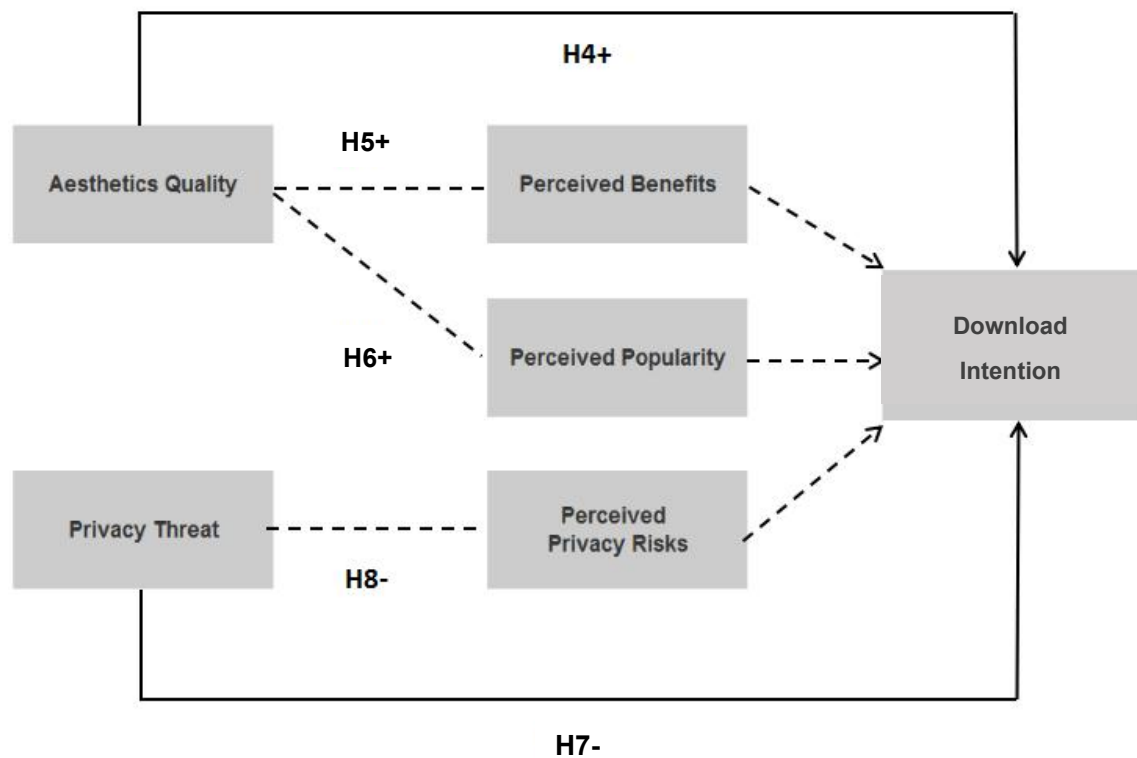 H4+
H5+
Aesthetics Quality
Perceived Benefits
H6+
Perceived Popularity
Download
Intention
Privacy Threat
Perceived
Privacy Risks
H8-
H7-